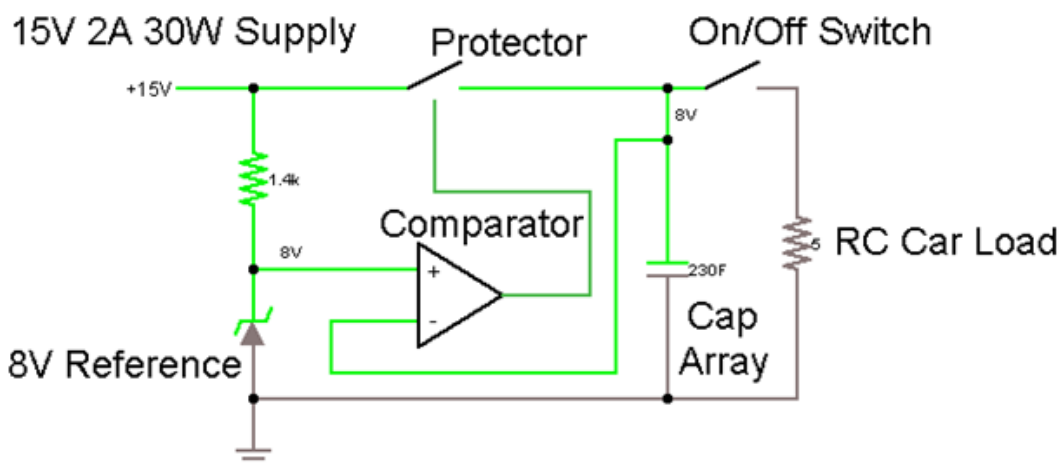 15V 2A 30W Supply
Protector
On/Off Switch
+15V
8V
1.4k
Comparator
8V
+
-
230F
5
RC Car Load
Cap
Array
8V Reference